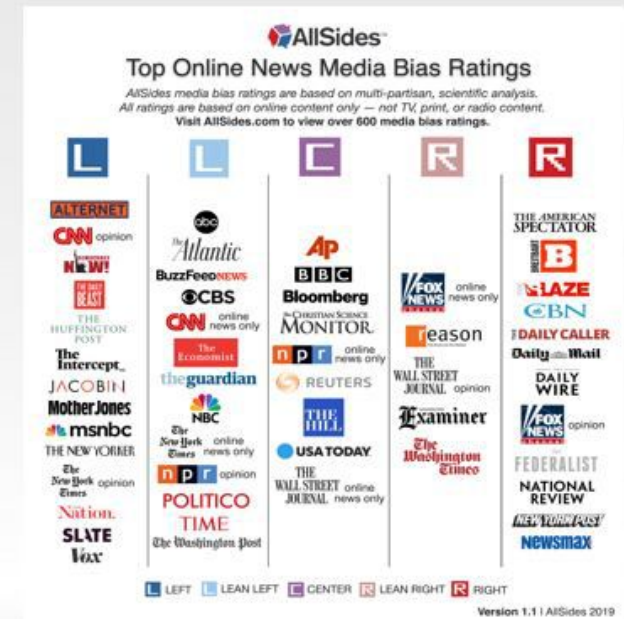 AllSides™
Top Online News Media Bias Ratings
AllSides media bias ratings are based on multi-partisan, scientific analysis.
All ratings are based on online content only — not TV, print, or radio content.
Visit AllSides.com to view over 600 media bias ratings.
L
L
C
R
R
ALTERNET
CNN opinion
NOW!
THE DAILY BEAST
THE
HUFFINGTON
POST
The
Intercept_
JACOBIN
Mother Jones
msnbc
THE NEW YORKER
The
New York opinion
Times
Nation.
SLATE
Vox
abc
The
Atlantic
BuzzFeed NEWS
CBS
CNN online
news only
The
Economist
theguardian
NBC
The
New York online
Times news only
npr opinion
POLITICO
TIME
The Washington Post
AP
BBC
Bloomberg
The CHRISTIAN SCIENCE
MONITOR
npr online
news only
REUTERS
THE
HILL
USA TODAY
THE
WALL STREET online
JOURNAL news only
FOX
NEWS
channel
online
news only
reason
THE
WALL STREET
JOURNAL opinion
Examiner
The
Washington
Times
THE AMERICAN
SPECTATOR
BREITBART
B
BLAZE
CBN
DAILY CALLER
Daily Mail
DAILY
WIRE
FOX
NEWS
channel
opinion
FEDERALIST
NATIONAL
REVIEW
NEW YORK POST
Newsmax
L LEFT L LEAN LEFT C CENTER R LEAN RIGHT R RIGHT
Version 1.1 | AllSides 2019